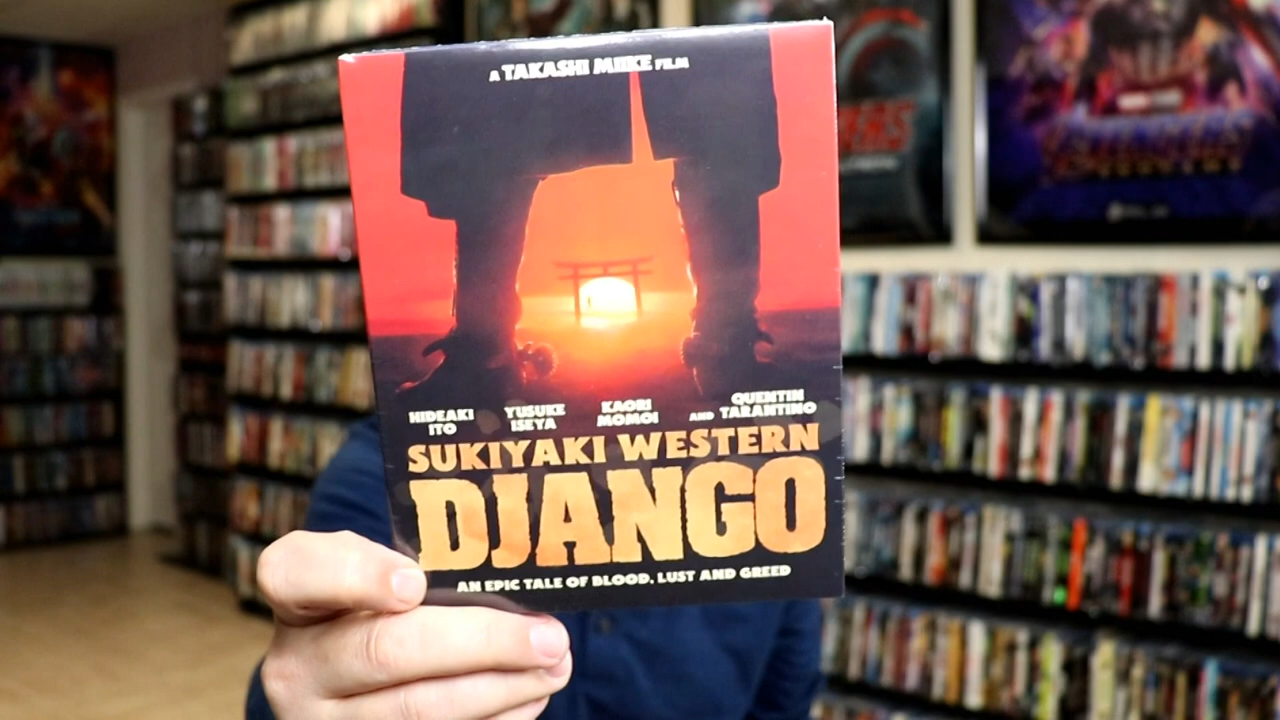 A TAKASHI MIIKE FILM
HIDEAKI ITO
YUSUKE ISEYA
KAORI MOMOI
AND QUENTIN TARANTINO
SUKIYAKI WESTERN
DJANGO
AN EPIC TALE OF BLOOD, LUST AND GREED